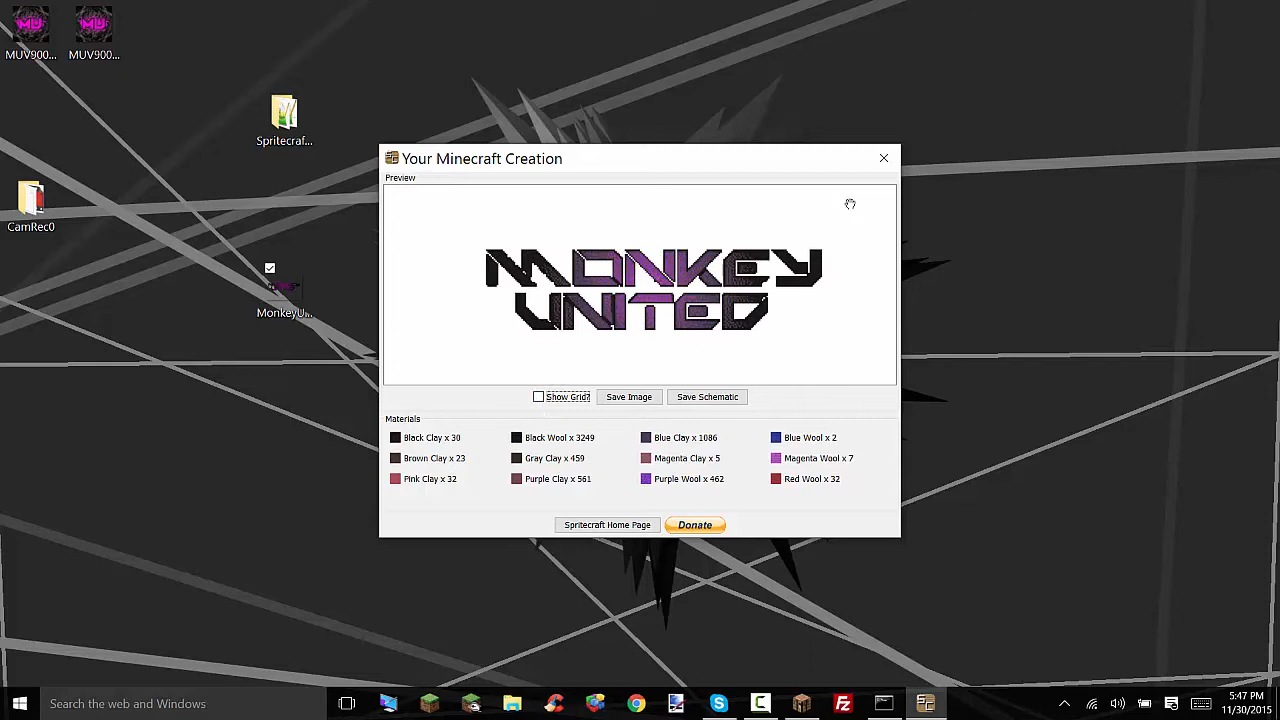 MU
MU
MUV900...
MUV900...
Spritecraf...
CamRec0
MonkeyU...
Your Minecraft Creation
Preview
MONKEY
UNITED
Show Grid?
Save Image
Save Schematic
Materials
Black Clay x 30
Black Wool x 3249
Blue Clay x 1086
Blue Wool x 2
Brown Clay x 23
Gray Clay x 459
Magenta Clay x 5
Magenta Wool x 7
Pink Clay x 32
Purple Clay x 561
Purple Wool x 462
Red Wool x 32
Spritecraft Home Page
Donate
Search the web and Windows
5:47 PM
11/30/2015